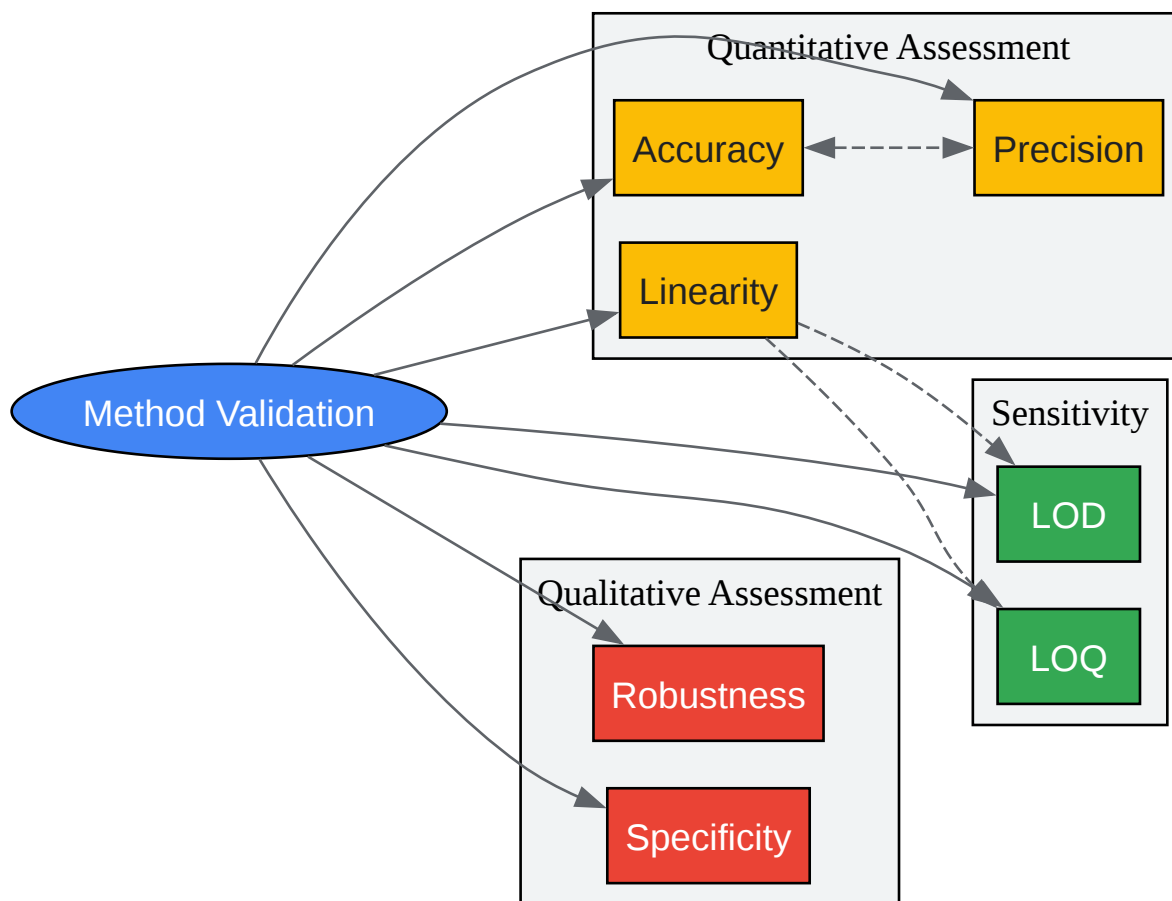 Quantitative Assessment
Accuracy
Precision
Linearity
Method Validation
Sensitivity
LOD
LOQ
Qualitative Assessment
Robustness
Specificity